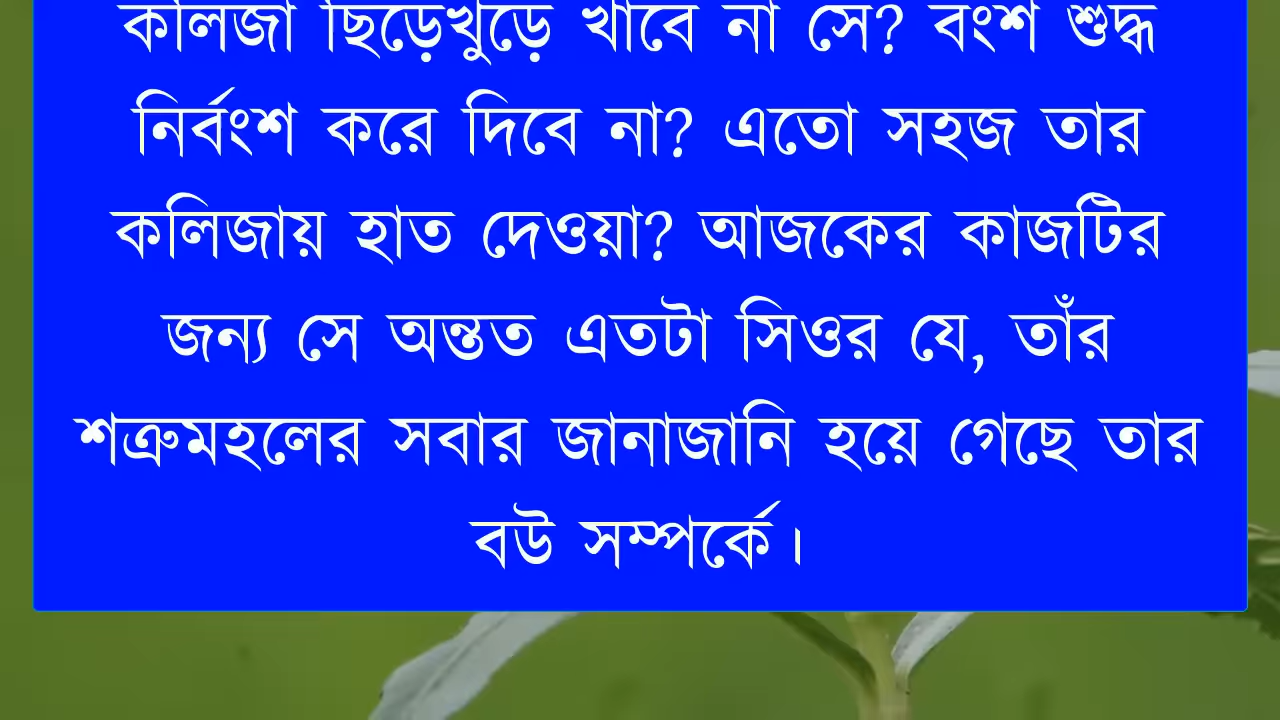 কলিজা ছিড়েখুড়ে খাবে না সে? বংশ শুদ্ধ
নির্বংশ করে দিবে না? এতো সহজ তার
কলিজায় হাত দেওয়া? আজকের কাজটির
জন্য সে অন্তত এতটা সিওর যে, তাঁর
শত্রুমহলের সবার জানাজানি হয়ে গেছে তার
বউ সম্পর্কে।